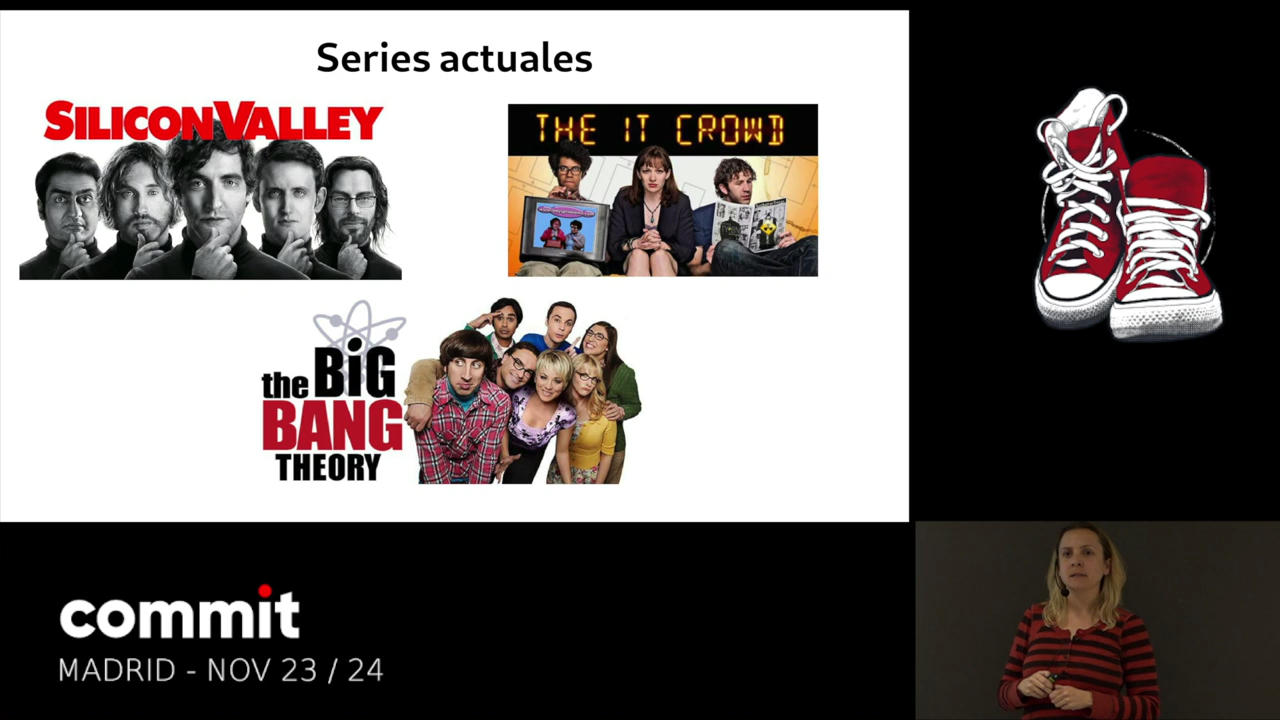 Series actuales
SILICON VALLEY
THE IT CROWD
the BiG
BANG
THEORY
commit
MADRID - NOV 23 / 24